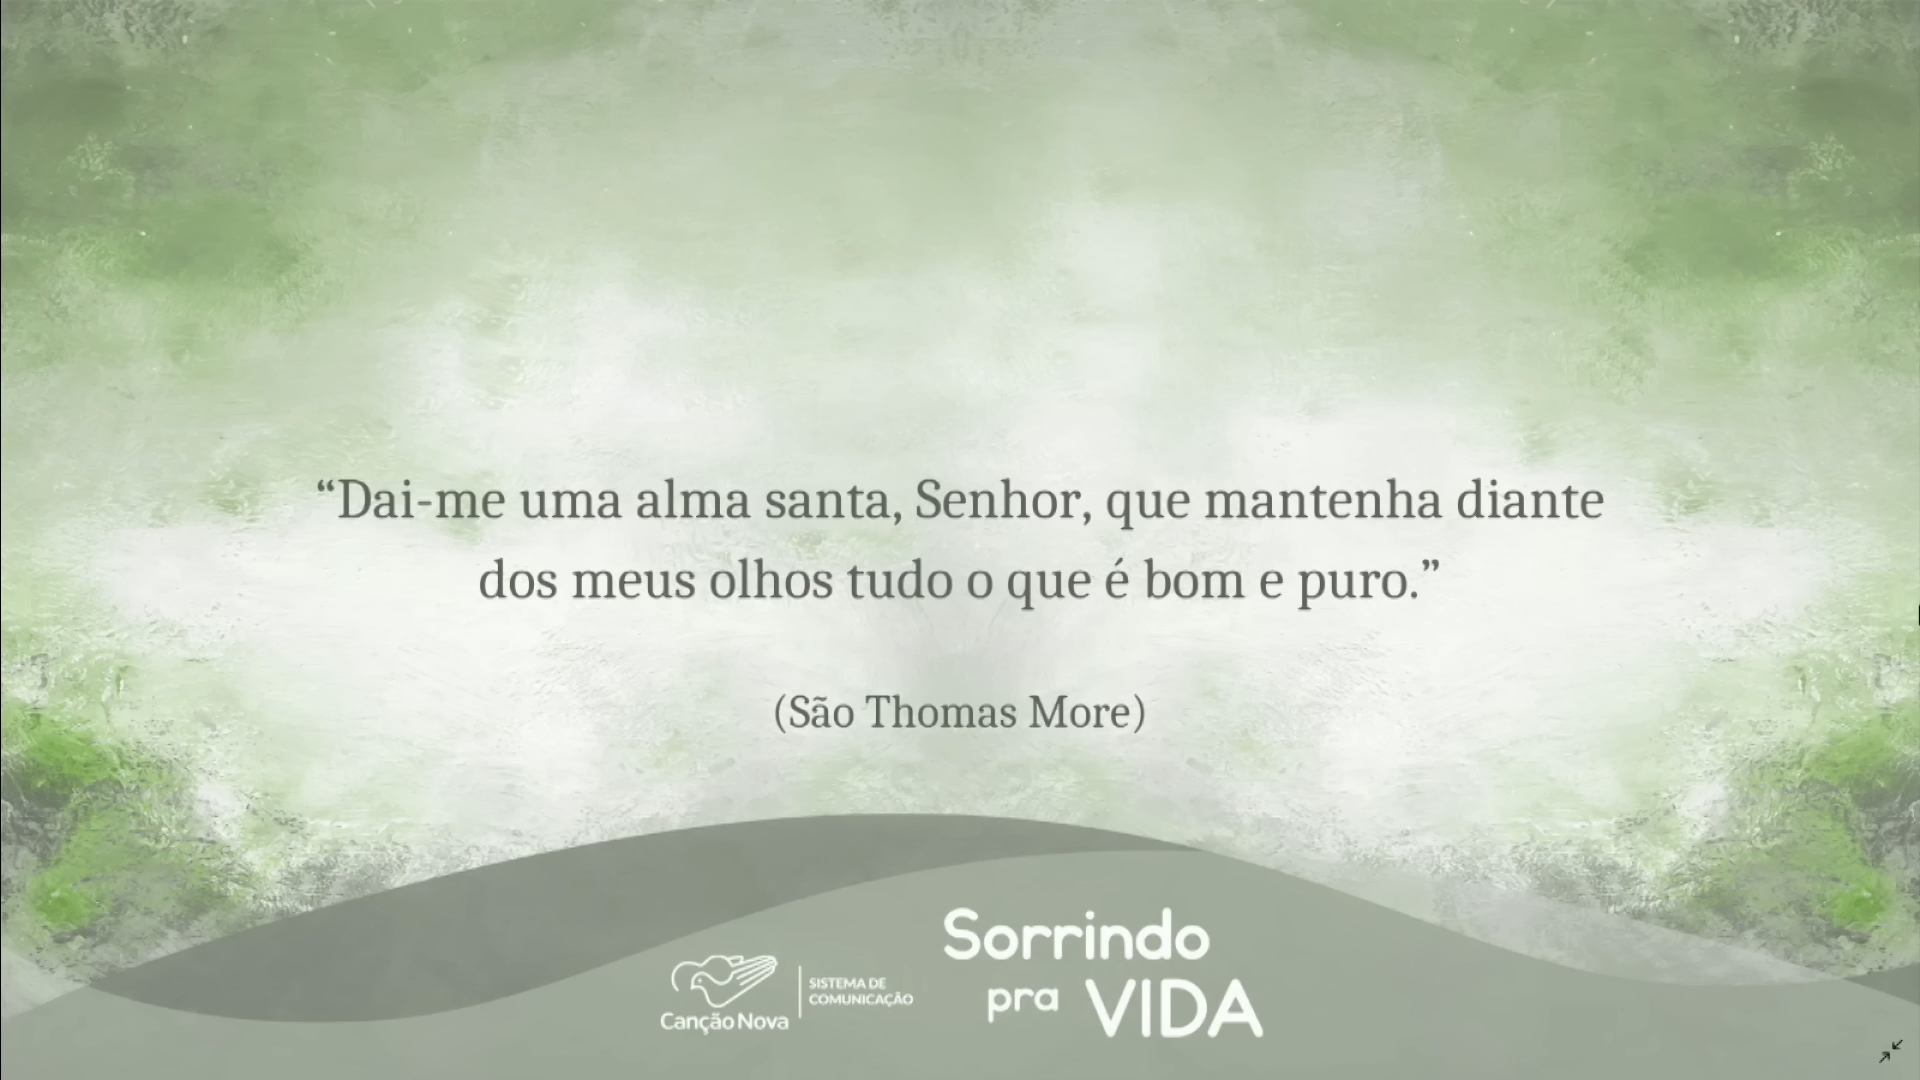 “Dai-me uma alma santa, Senhor, que mantenha diante
dos meus olhos tudo o que é bom e puro.”
(São Thomas More)
Sorrindo
pra VIDA
Canção Nova
SISTEMA DE
COMUNICAÇÃO